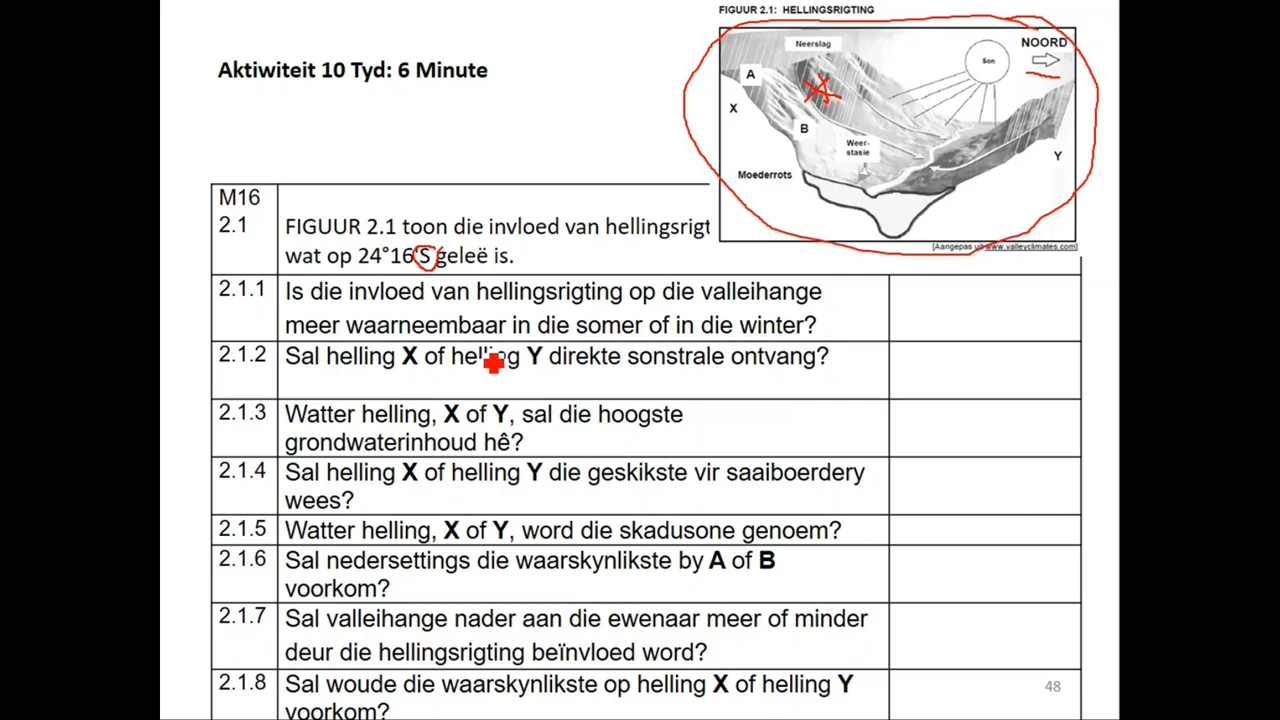 FIGUUR 2.1: HELLINGSRIGTING
Neerslag
NOORD
Son
A
X
B
Weer-
stasie
Y
Moederrots
[Aangepas uit www.valleyclimates.com]
Aktiwiteit 10 Tyd: 6 Minute
M16
2.1 FIGUUR 2.1 toon die invloed van hellingsrigt
wat op 24°16'S geleë is.
2.1.1 Is die invloed van hellingsrigting op die valleihange
meer waarneembaar in die somer of in die winter?
2.1.2 Sal helling X of helling Y direkte sonstrale ontvang?
2.1.3 Watter helling, X of Y, sal die hoogste
grondwaterinhoud hê?
2.1.4 Sal helling X of helling Y die geskikste vir saaiboerdery
wees?
2.1.5 Watter helling, X of Y, word die skadusone genoem?
2.1.6 Sal nedersettings die waarskynlikste by A of B
voorkom?
2.1.7 Sal valleihange nader aan die ewenaar meer of minder
deur die hellingsrigting beïnvloed word?
2.1.8 Sal woude die waarskynlikste op helling X of helling Y
voorkom?
48